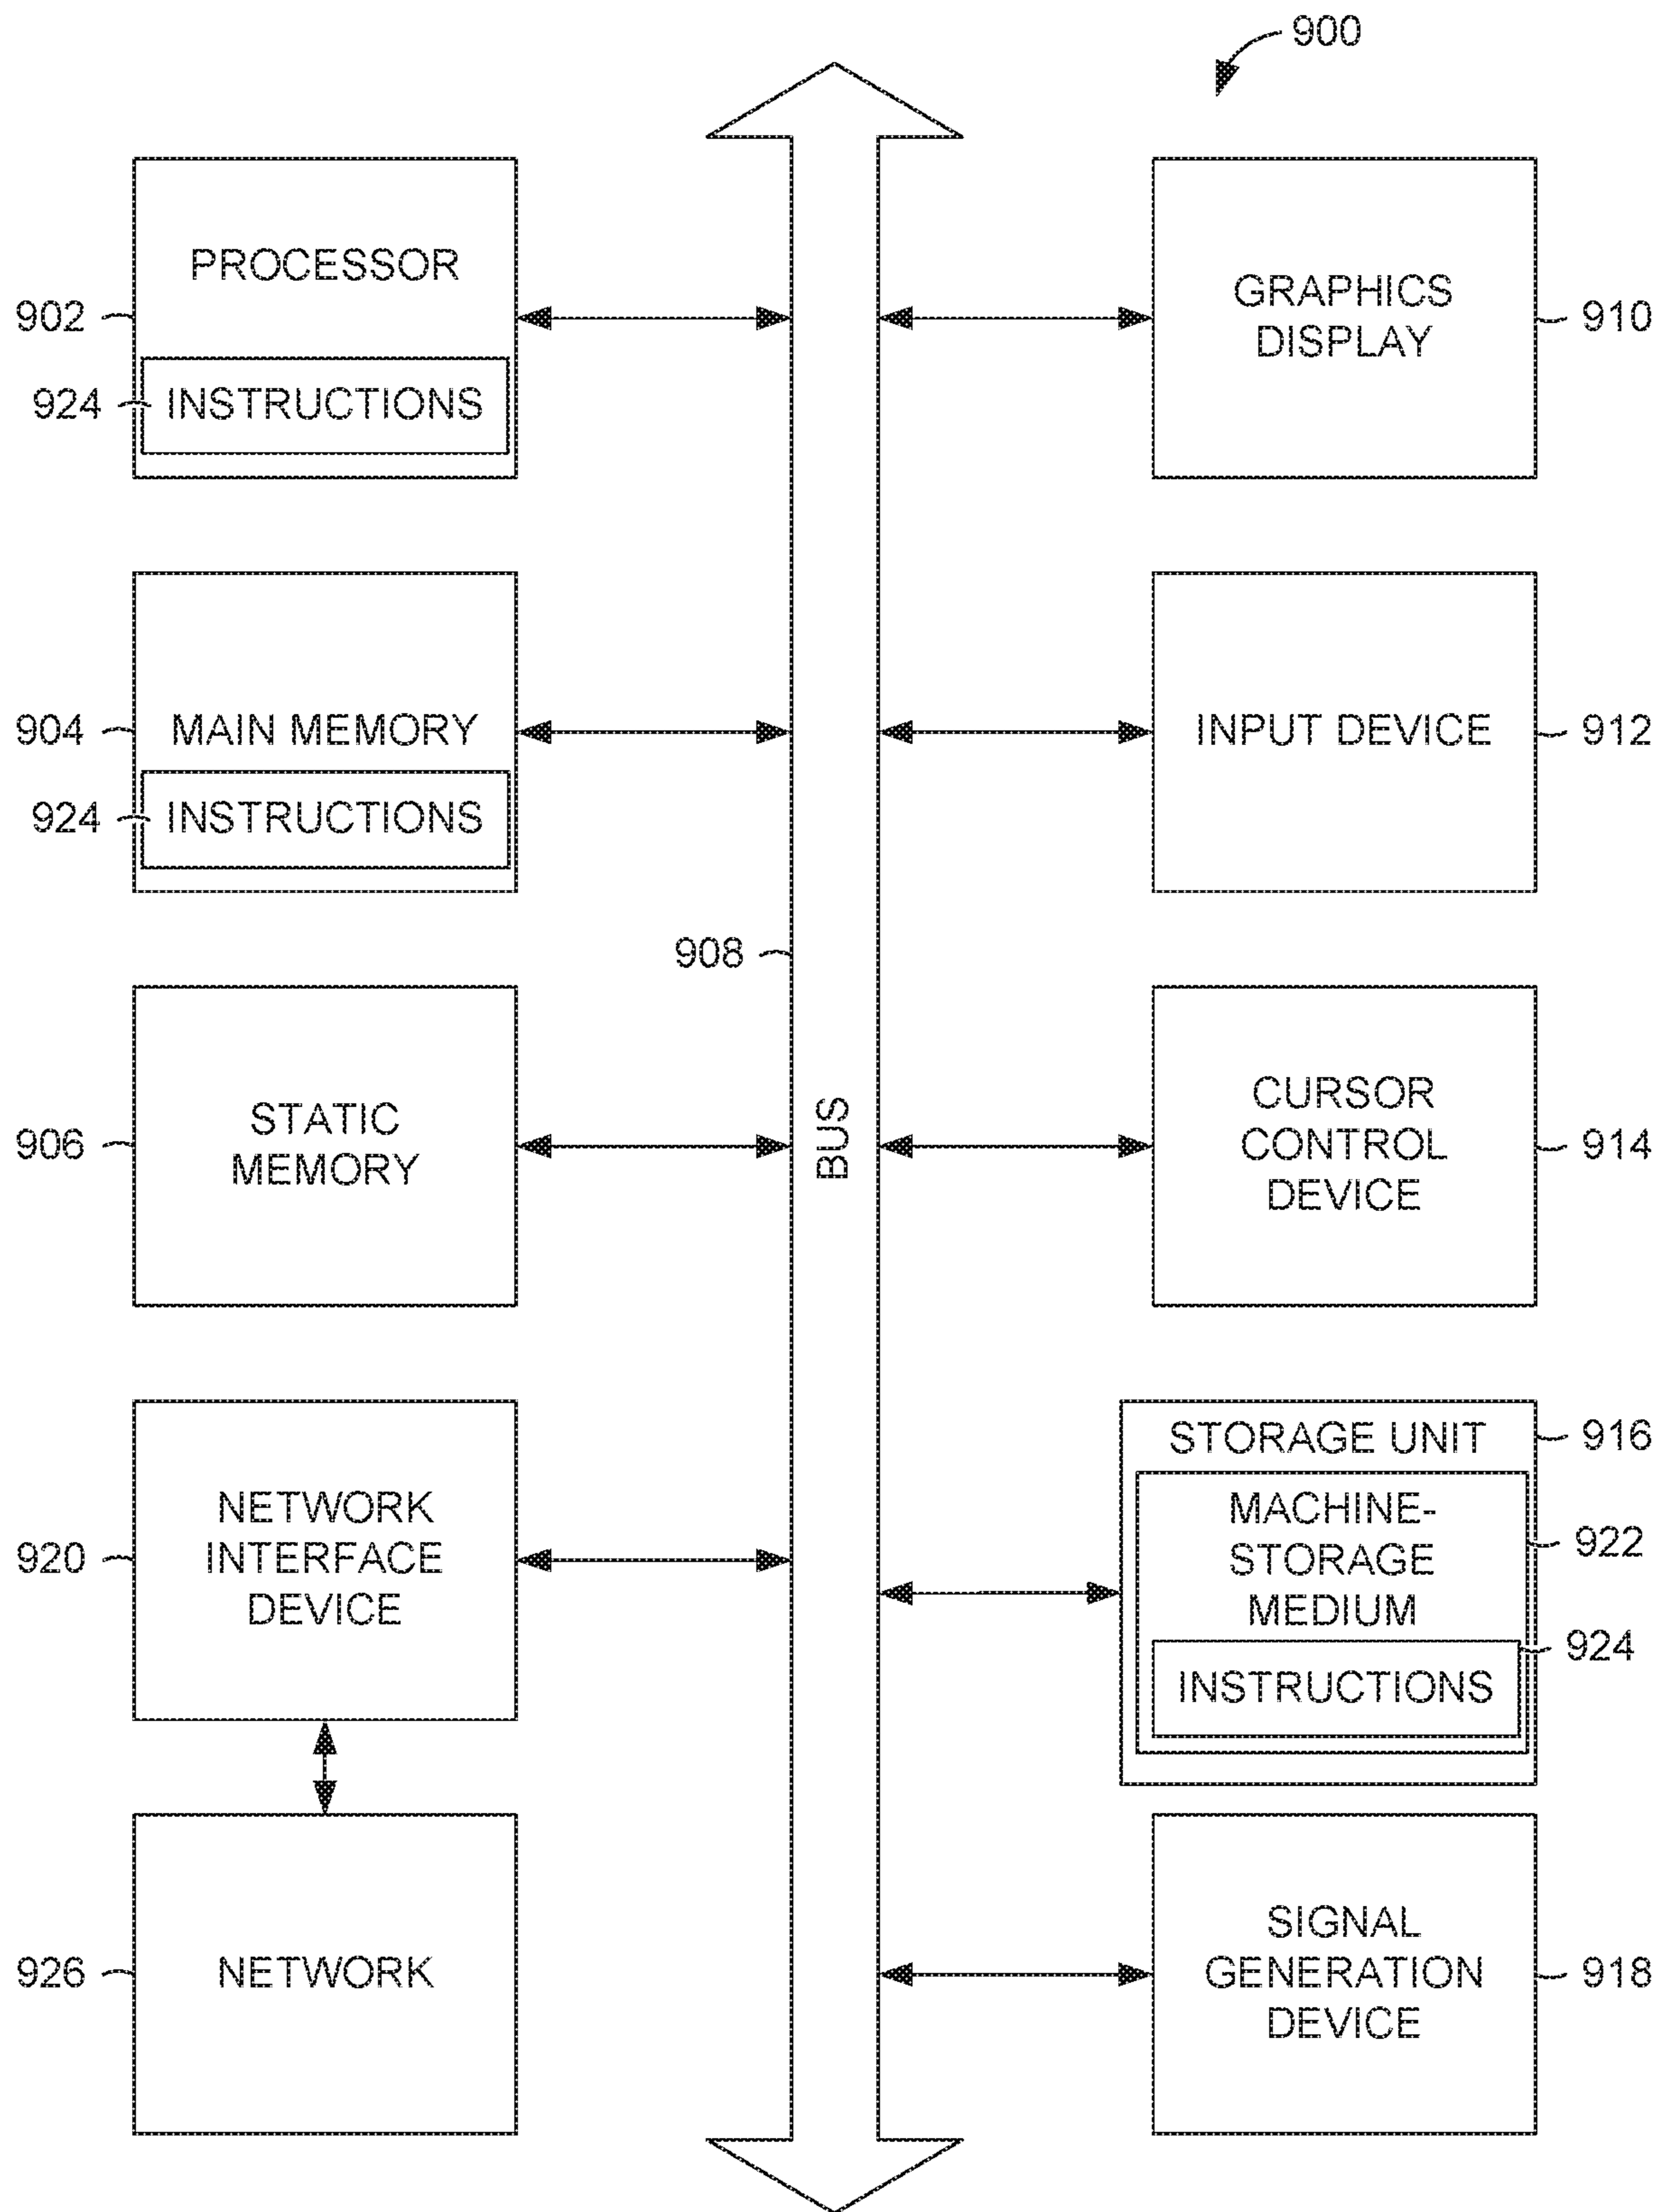 900
PROCESSOR
902
924
INSTRUCTIONS
GRAPHICS
DISPLAY
910
904
MAIN MEMORY
924
INSTRUCTIONS
INPUT DEVICE
912
908
BUS
906
STATIC
MEMORY
CURSOR
CONTROL
DEVICE
914
920
NETWORK
INTERFACE
DEVICE
STORAGE UNIT
916
MACHINE-
STORAGE
MEDIUM
922
924
INSTRUCTIONS
926
NETWORK
SIGNAL
GENERATION
DEVICE
918